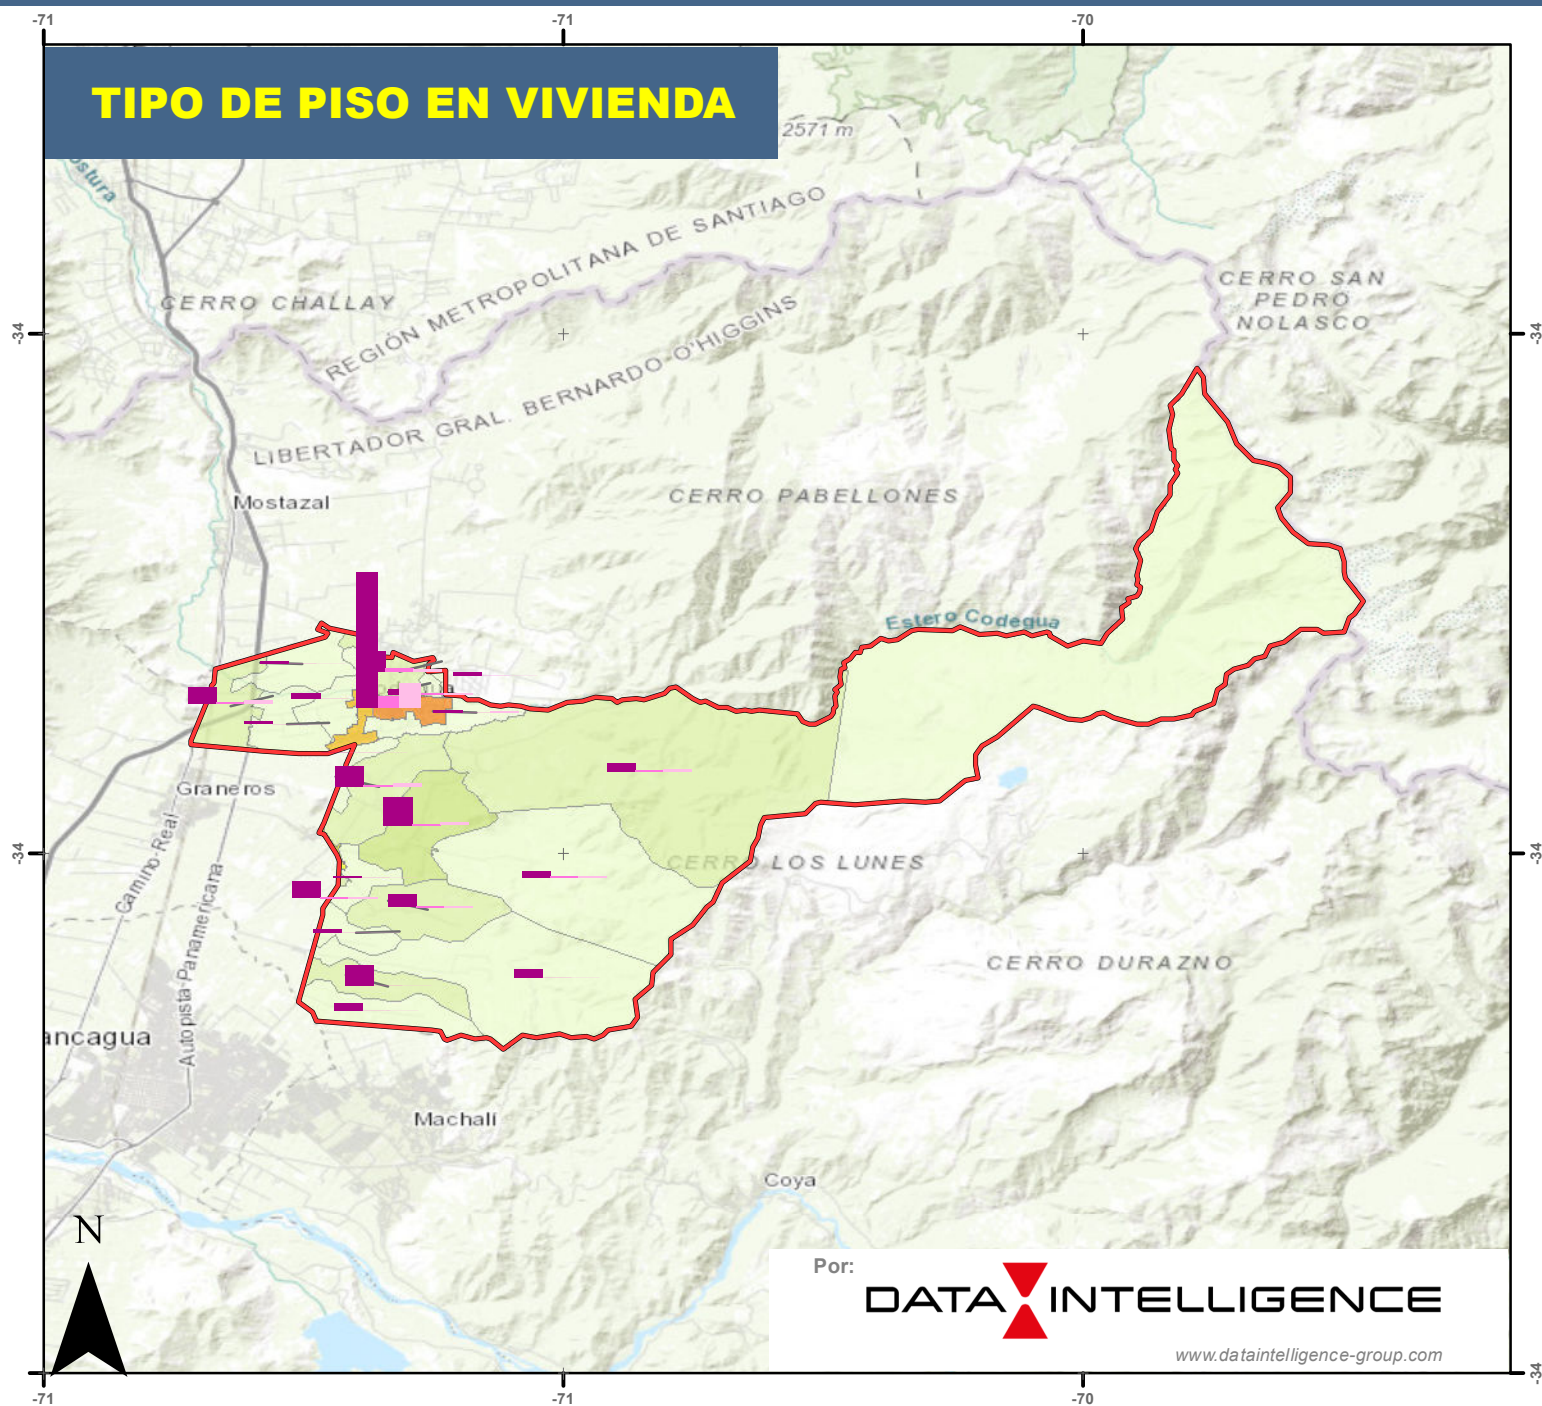 -71
-71
-70
TIPO DE PISO EN VIVIENDA
2571 m
REGIÓN METROPOLITANA DE SANTIAGO
CERRO CHALLAY
CERRO SAN
PEDRO
NOLASCO
LIBERTADOR GRAL. BERNARDO O'HIGGINS
-34
-34
Mostazal
CERRO PABELLONES
Estero Codegua
Graneros
-34
-34
CERRO LOS LUNES
Camino Real
Autopista Panamericana
CERRO DURAZNO
ancagua
Machalí
Coya
N
Por:
DATA INTELLIGENCE
www.dataintelligence-group.com
-34
-34
-71
-71
-70